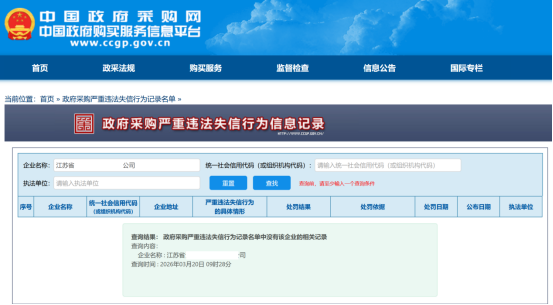 中国政府采购网
中国政府购买服务信息平台
www.ccgp.gov.cn
首页 政采法规 购买服务 监督检查 信息公告 国际专栏
当前位置: 首页 » 政府采购严重违法失信行为记录名单 »
政府采购严重违法失信行为信息记录
HTTP://WWW.CCGP.GOV.CN/
企业名称: 江苏省 公司 统一社会信用代码 (或组织机构代码) : 请输入统一社会信用代码 (或组织机构代码)
执法单位: 请输入执法单位 重置 查找 查询前, 请至少输入一个查询条件
序号 企业名称 统一社会信用代码 (或组织机构代码) 企业地址 严重违法失信行为的具体情形 处罚结果 处罚依据 处罚日期 公布日期 执法单位
查询结果: 政府采购严重违法失信行为记录名单中没有该企业的相关记录
查询内容:
企业名称 : 江苏省 司
查询时间 : 2026年03月20日 09时28分